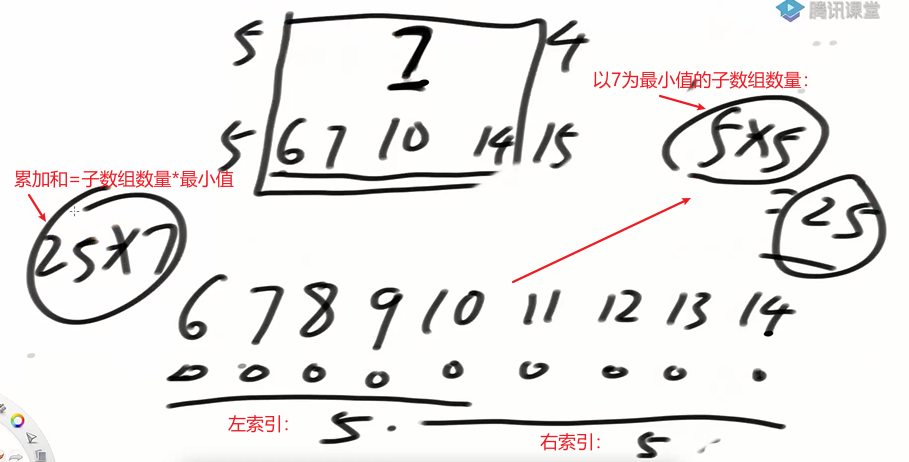 腾讯课堂
5 7 4
以7为最小值的子数组数量：
5 6 7 10 14 15
5×5
累加和=子数组数量*最小值
=25
25×7
6 7 8 9 10 11 12 13 14
左索引： 5
右索引： 5